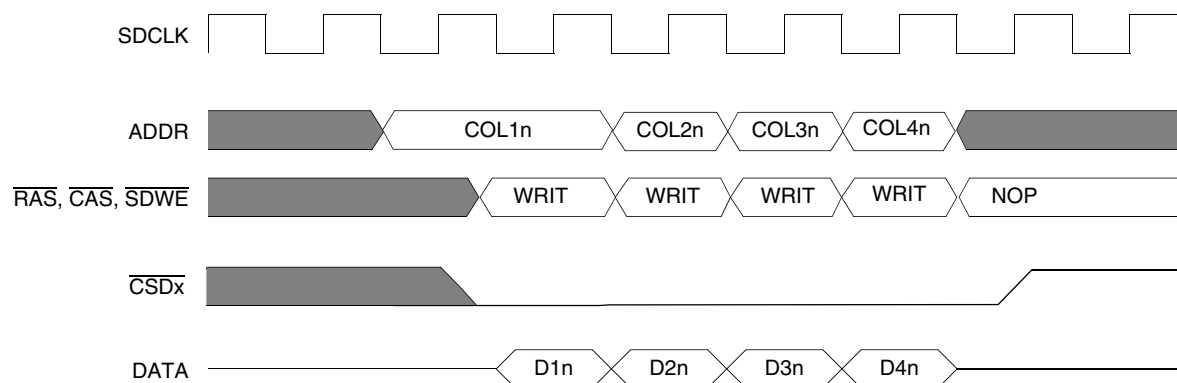 SDCLK
ADDR COL1n COL2n COL3n COL4n
RAS, CAS, SDWE WRIT WRIT WRIT WRIT NOP
CSDx
DATA D1n D2n D3n D4n